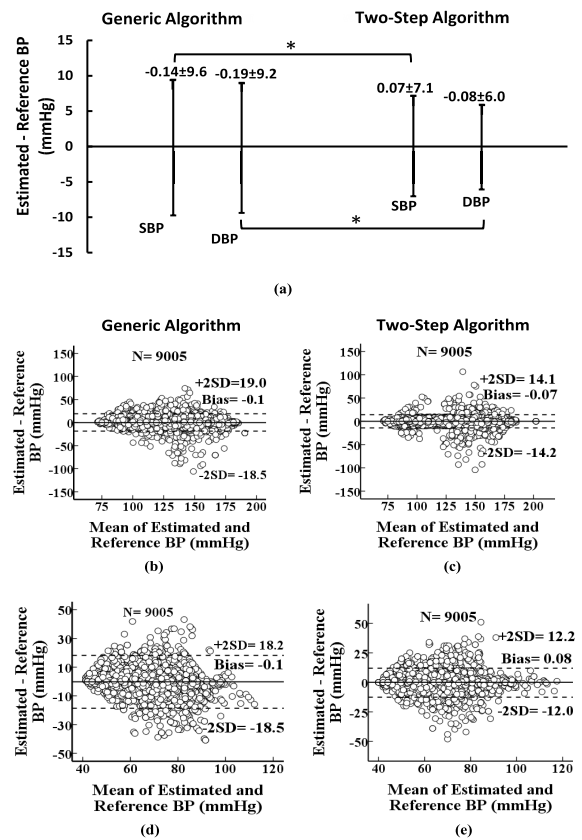 Generic Algorithm
Two-Step Algorithm
Estimated - Reference BP
(mmHg)
15
10
5
0
-5
-10
-15
*
-0.14±9.6
-0.19±9.2
0.07±7.1
-0.08±6.0
SBP
DBP
SBP
DBP
*
(a)
Generic Algorithm
N= 9005
Estimated - Reference
BP (mmHg)
150
100
50
0
-50
-100
-150
+2SD=19.0
Bias= -0.1
-2SD= -18.5
75 100 125 150 175 200
Mean of Estimated and
Reference BP (mmHg)
(b)
Two-Step Algorithm
N= 9005
Estimated - Reference
BP (mmHg)
150
100
50
0
-50
-100
-150
+2SD= 14.1
Bias= -0.07
-2SD= -14.2
75 100 125 150 175 200
Mean of Estimated and
Reference BP (mmHg)
(c)
N= 9005
Estimated - Reference
BP (mmHg)
50
30
10
-10
-30
-50
+2SD= 18.2
Bias= -0.1
-2SD= -18.5
40 60 80 100 120
Mean of Estimated and
Reference BP (mmHg)
(d)
N= 9005
Estimated - Reference
BP (mmHg)
50
25
0
-25
-50
+2SD= 12.2
Bias= 0.08
-2SD= -12.0
40 60 80 100 120
Mean of Estimated and
Reference BP (mmHg)
(e)